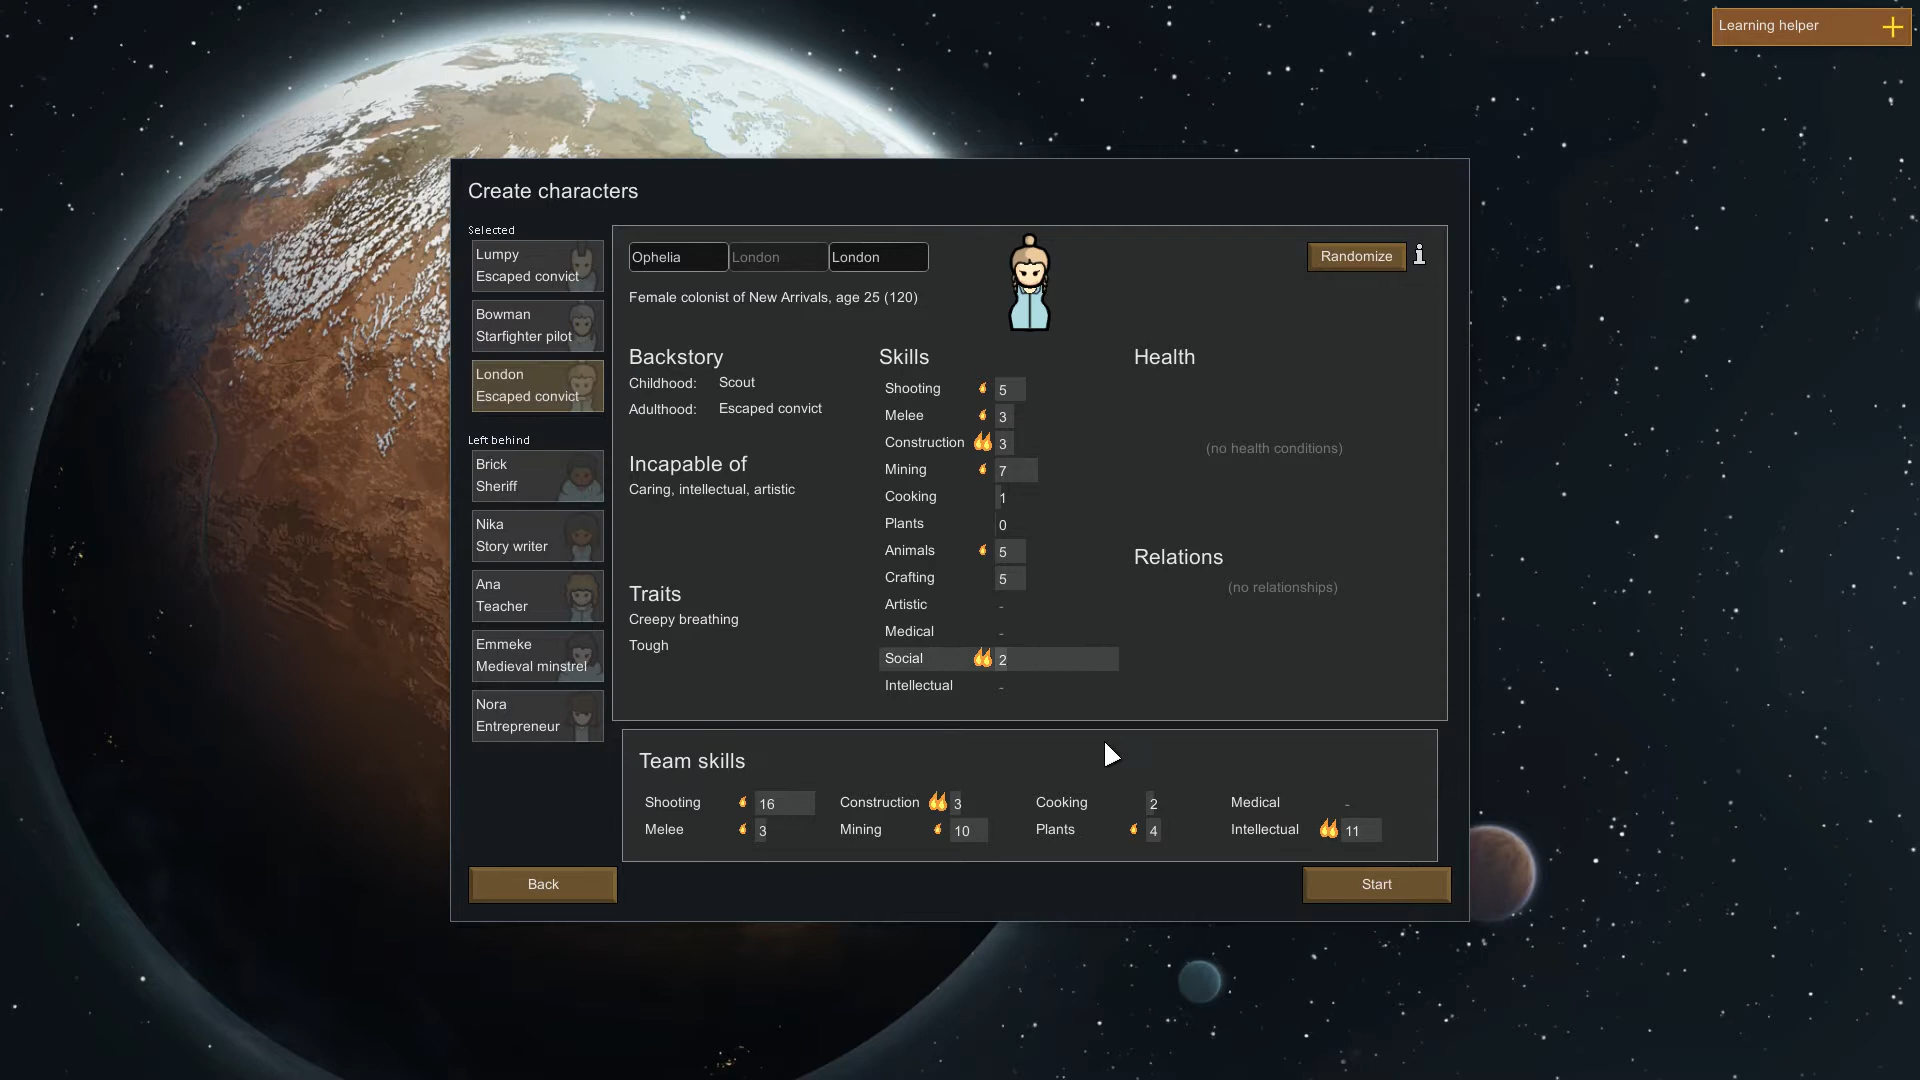 Learning helper
Create characters
Selected
Lumpy
Escaped convict
Bowman
Starfighter pilot
London
Escaped convict
Left behind
Brick
Sheriff
Nika
Story writer
Ana
Teacher
Emmeke
Medieval minstrel
Nora
Entrepreneur
Ophelia London London
Randomize
Female colonist of New Arrivals, age 25 (120)
Backstory
Childhood: Scout
Adulthood: Escaped convict
Incapable of
Caring, intellectual, artistic
Traits
Creepy breathing
Tough
Skills
Shooting 5
Melee 3
Construction 3
Mining 7
Cooking 1
Plants 0
Animals 5
Crafting 5
Artistic -
Medical -
Social 2
Intellectual -
Health
(no health conditions)
Relations
(no relationships)
Team skills
Shooting 16 Construction 3 Cooking 2 Medical -
Melee 3 Mining 10 Plants 4 Intellectual 11
Back
Start